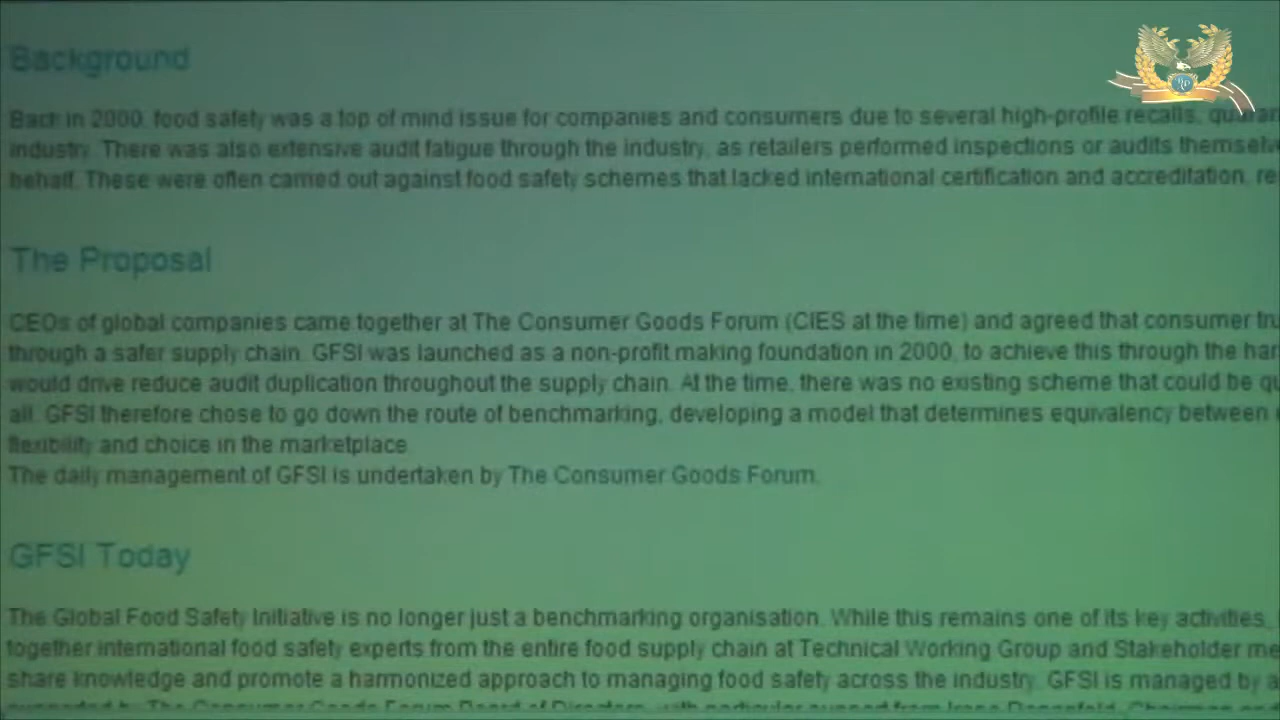 Background
Back in 2000, food safety was a top of mind issue for companies and consumers due to several high-profile recalls,
industry. There was also extensive audit fatigue through the industry, as retailers performed inspections or audits
behalf. These were often carried out against food safety schemes that lacked international certification and accreditation,
The Proposal
CEOs of global companies came together at The Consumer Goods Forum (CIES at the time) and agreed that consumer
through a safer supply chain. GFSI was launched as a non-profit making foundation in 2000, to achieve this through the
would drive reduce audit duplication throughout the supply chain. At the time, there was no existing scheme that could be
all. GFSI therefore chose to go down the route of benchmarking, developing a model that determines equivalency between
flexibility and choice in the marketplace.
The daily management of GFSI is undertaken by The Consumer Goods Forum.
GFSI Today
The Global Food Safety Initiative is no longer just a benchmarking organisation. While this remains one of its key activities,
together international food safety experts from the entire food supply chain at Technical Working Group and Stakeholder
share knowledge and promote a harmonized approach to managing food safety across the industry. GFSI is managed by